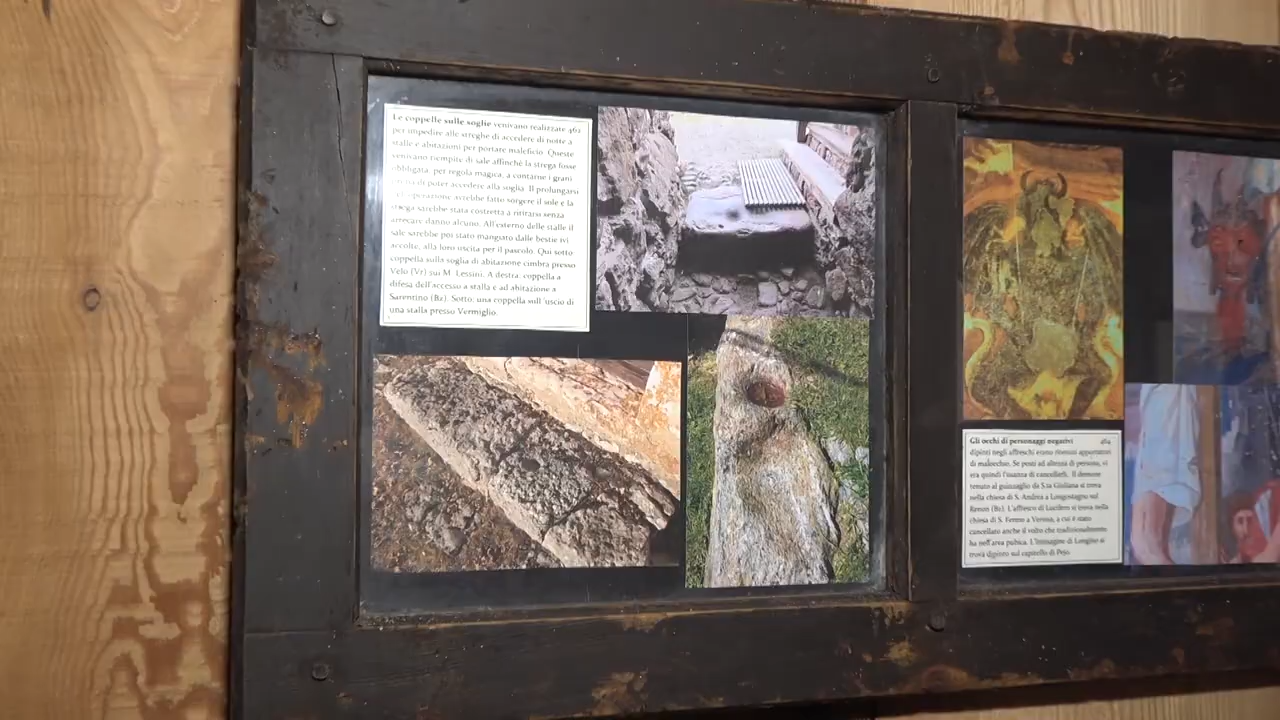 Le coppelle sulle soglie venivano realizzate 462
per impedire alle streghe di accedere di notte a
stalle e abitazioni per portare maleficio. Queste
venivano riempite di sale affinché la strega fosse
obbligata, per regola magica, a contarne i grani
prima di poter accedere alla soglia. Il prolungarsi
dell'operazione avrebbe fatto sorgere il sole e la
strega sarebbe stata costretta a ritirarsi senza
arrecare danno alcuno. All'esterno delle stalle il
sale sarebbe poi stato mangiato dalle bestie ivi
accolte, alla loro uscita per il pascolo. Qui sotto:
coppella sulla soglia di abitazione cimbra presso
Velo (Vr) sui M. Lessini. A destra: coppella a
difesa dell'accesso a stalla e ad abitazione a
Sarentino (Bz). Sotto: una coppella sull'uscio di
una stalla presso Vermiglio.
Gli occhi di personaggi negativi 464
dipinti negli affreschi erano ritenuti apportatori
di malocchio. Se posti ad altezza di persona, vi
era quindi l'usanza di cancellarli. Il demone
tenuto al guinzaglio da S.ta Giuliana si trova
nella chiesa di S. Andrea a Longostagno sul
Renon (Bz). L'affresco di Lucifero si trova nella
chiesa di S. Fermo a Verona, a cui è stato
cancellato anche il volto che tradizionalmente
ha nell'area pubica. L'immagine di Longino si
trova dipinto sul capitello di Pejo.